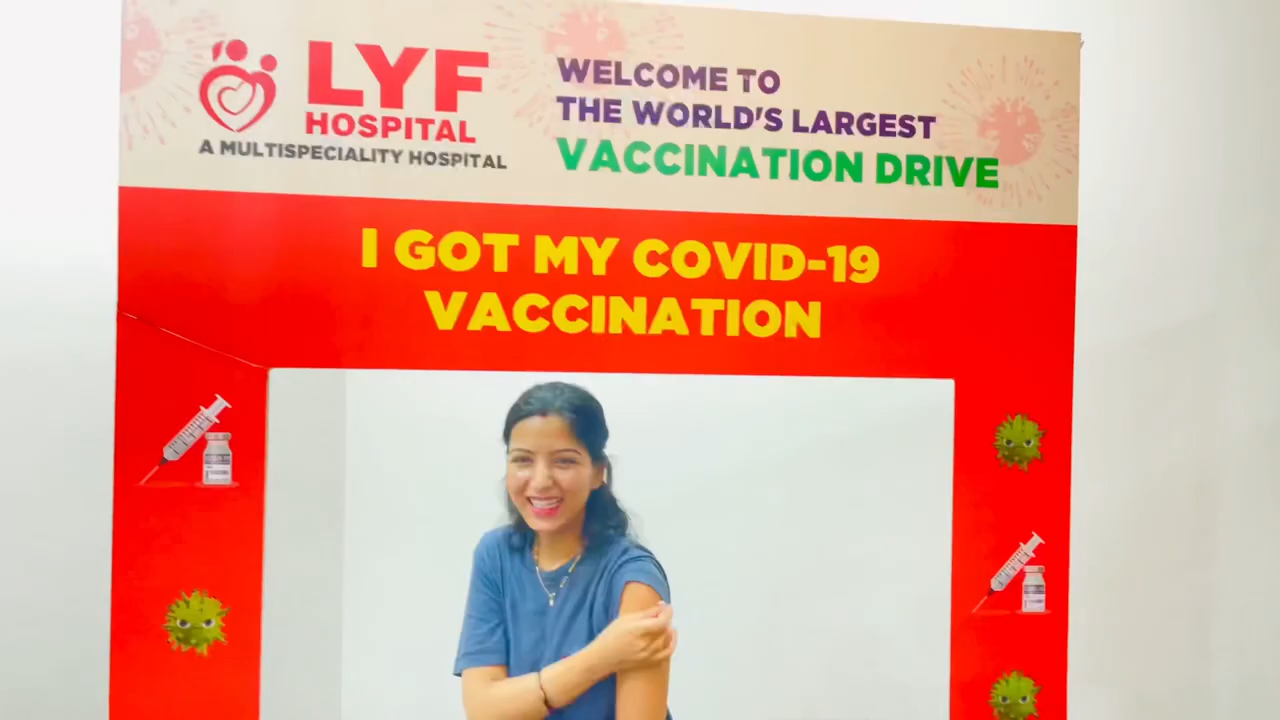 LYF
HOSPITAL
A MULTISPECIALITY HOSPITAL
WELCOME TO
THE WORLD'S LARGEST
VACCINATION DRIVE
I GOT MY COVID-19
VACCINATION